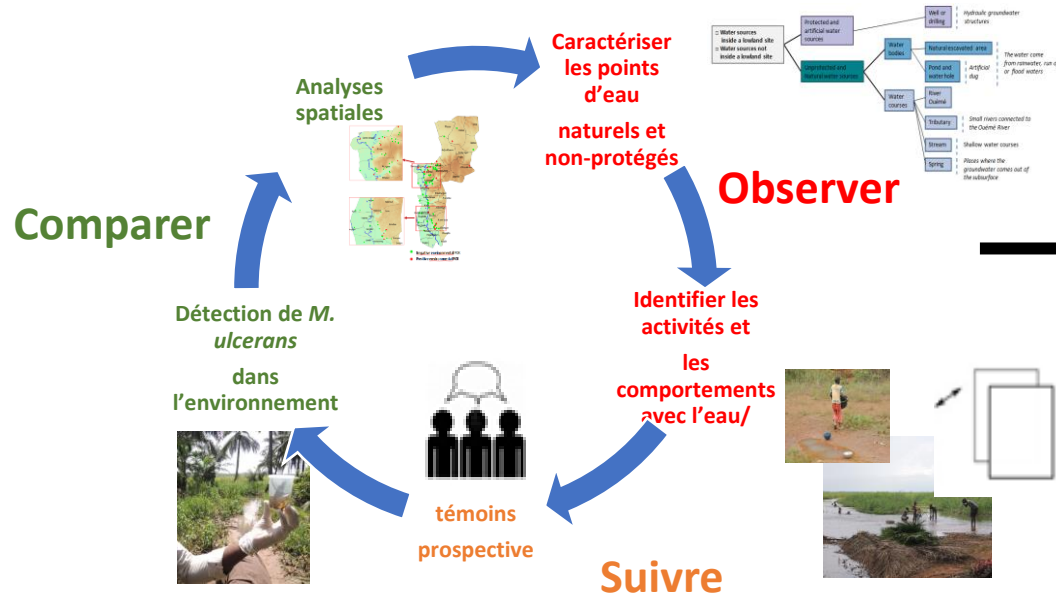 Caractériser
les points
d’eau
naturels et
non-protégés
Observer
□ Water sources
inside a lowland site
□ Water sources not
inside a lowland site
Protected and
artificial water
sources
Well or
drilling
Hydraulic groundwater
structures
Unprotected and
Natural water sources
Water
bodies
Natural excavated area
Pond and
water hole
Artificial
dug
The water come
from rainwater, run o
or flood waters
Water
courses
River
Ouémé
Tributary
Small rivers connected to
the Ouémé River
Stream
Shallow water courses
Spring
Places where the
groundwater comes out of
the subsurface
Identifier les
activités et
les
comportements
avec l’eau/
témoins
prospective
Suivre
Détection de M.
ulcerans
dans
l’environnement
Comparer
Analyses
spatiales